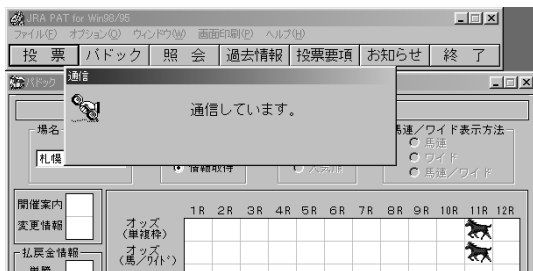 JRA PAT for Win98/95
ファイル(F) オプション(O) ウィンドウ(W) 画面印刷(P) ヘルプ(H)
投 票 パドック 照 会 過去情報 投票要項 お知らせ 終 了
パドック
通信
通信しています。
場名
札幌
情報取得
人気順
馬連/ワイド表示方法
馬連
ワイド
馬連/ワイド
開催案内
変更情報
1R 2R 3R 4R 5R 6R 7R 8R 9R 10R 11R 12R
オッズ
(単複枠)
オッズ
(馬/ワイド)
払戻金情報
単勝